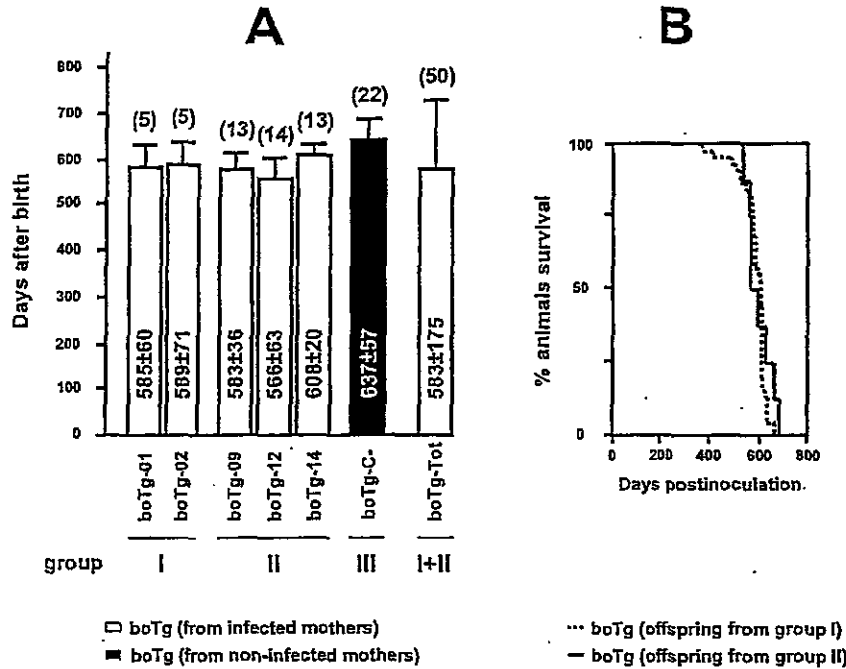 A
B
Days after birth
800
700
600
500
400
300
200
100
0
(5)
(5)
(13)
(14)
(13)
(22)
(50)
585±60
589±71
583±36
566±63
608±20
637±57
583±175
boTg-01
boTg-02
boTg-09
boTg-12
boTg-14
boTg-C-
boTg-Tot
group
I
II
III
I+II
boTg (from infected mothers)
boTg (from non-infected mothers)
% animals survival
100
50
0
0
200
400
600
800
Days postinoculation.
boTg (offspring from group I)
boTg (offspring from group II)